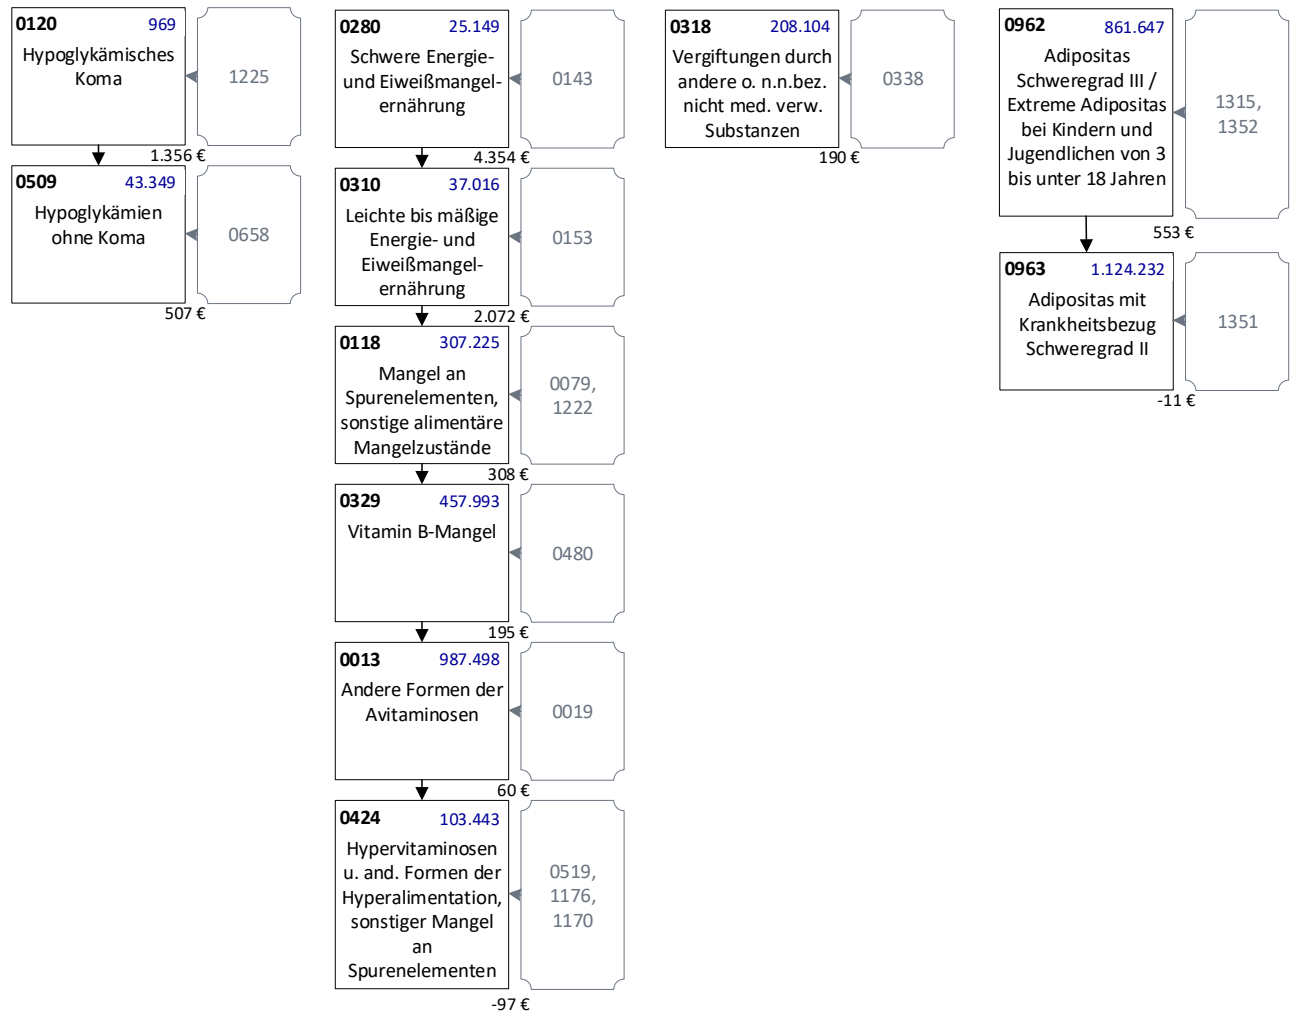 0120 969
Hypoglykämisches
Koma
1225
1.356 €
0509 43.349
Hypoglykämien
ohne Koma
0658
507 €
0280 25.149
Schwere Energie-
und Eiweißmangel-
ernährung
0143
4.354 €
0310 37.016
Leichte bis mäßige
Energie- und
Eiweißmangel-
ernährung
0153
2.072 €
0118 307.225
Mangel an
Spurenelementen,
sonstige alimentäre
Mangelzustände
0079,
1222
308 €
0329 457.993
Vitamin B-Mangel
0480
195 €
0013 987.498
Andere Formen der
Avitaminosen
0019
60 €
0424 103.443
Hypervitaminosen
u. and. Formen der
Hyperalimentation,
sonstiger Mangel
an
Spurenelementen
0519,
1176,
1170
-97 €
0318 208.104
Vergiftungen durch
andere o. n.n.bez.
nicht med. verw.
Substanzen
0338
190 €
0962 861.647
Adipositas
Schweregrad III /
Extreme Adipositas
bei Kindern und
Jugendlichen von 3
bis unter 18 Jahren
1315,
1352
553 €
0963 1.124.232
Adipositas mit
Krankheitsbezug
Schweregrad II
1351
-11 €